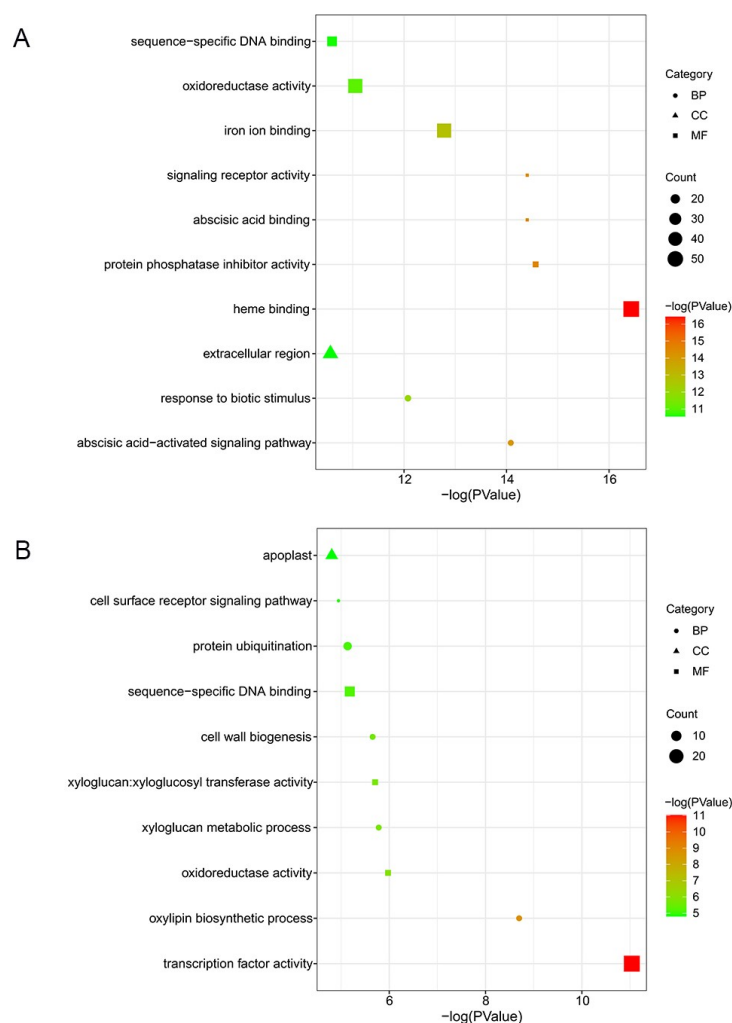 A
sequence−specific DNA binding
oxidoreductase activity
iron ion binding
signaling receptor activity
abscisic acid binding
protein phosphatase inhibitor activity
heme binding
extracellular region
response to biotic stimulus
abscisic acid−activated signaling pathway
12 14 16
−log(PValue)
Category
BP
CC
MF
Count
20
30
40
50
−log(PValue)
16
15
14
13
12
11
B
apoplast
cell surface receptor signaling pathway
protein ubiquitination
sequence−specific DNA binding
cell wall biogenesis
xyloglucan:xyloglucosyl transferase activity
xyloglucan metabolic process
oxidoreductase activity
oxylipin biosynthetic process
transcription factor activity
6 8 10
−log(PValue)
Category
BP
CC
MF
Count
10
20
−log(PValue)
11
10
9
8
7
6
5